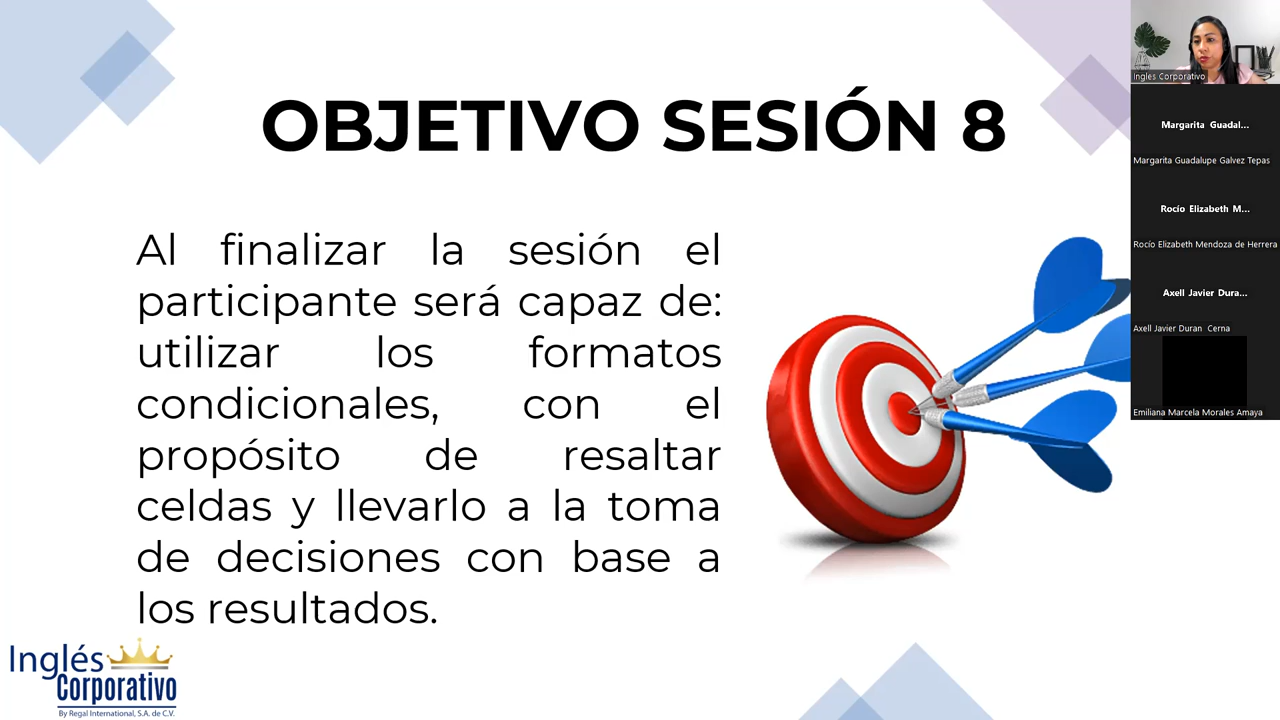 OBJETIVO SESIÓN 8
Al finalizar la sesión el
participante será capaz de:
utilizar los formatos
condicionales, con el
propósito de resaltar
celdas y llevarlo a la toma
de decisiones con base a
los resultados.
Inglés
Corporativo
By Regal International, S.A. de C.V.
Ingles Corporativo
Margarita Guadal...
Margarita Guadalupe Galvez Tepas
Rocío Elizabeth M...
Rocío Elizabeth Mendoza de Herrera
Axell Javier Dura...
Axell Javier Duran Cerna
Emiliana Marcela Morales Amaya